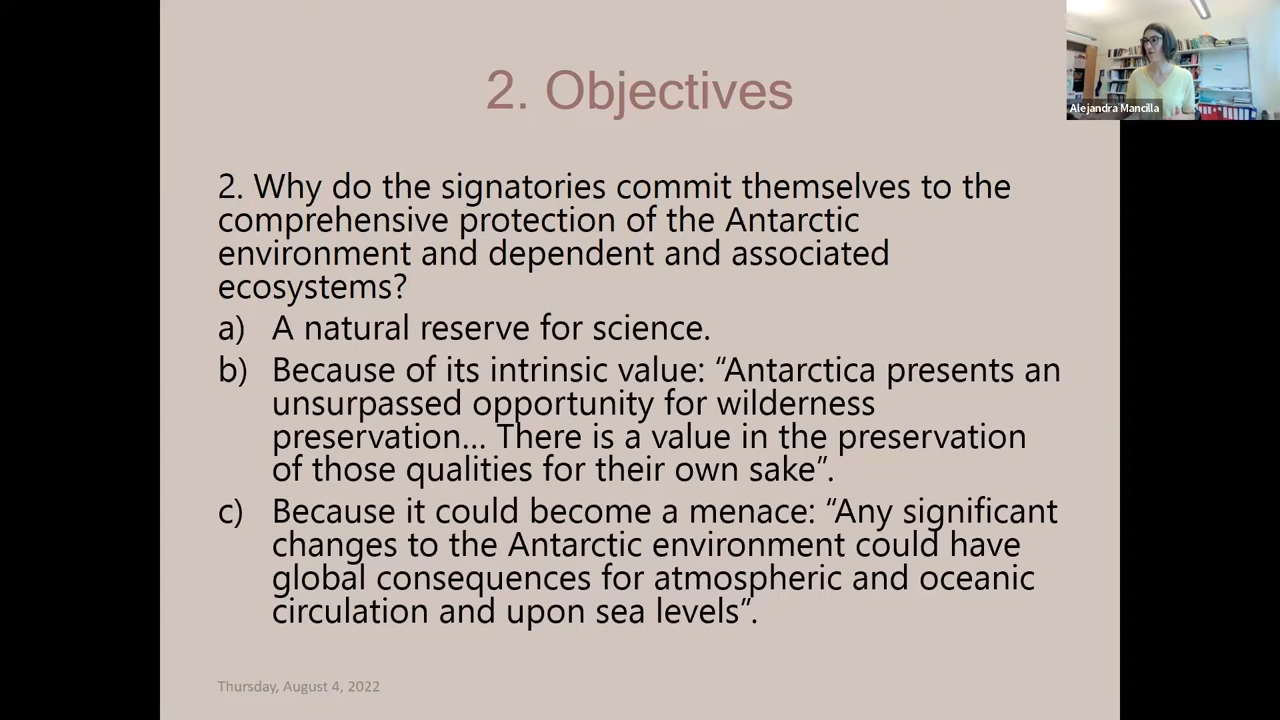 2. Objectives
Alejandra Mancilla
2. Why do the signatories commit themselves to the
comprehensive protection of the Antarctic
environment and dependent and associated
ecosystems?
a) A natural reserve for science.
b) Because of its intrinsic value: “Antarctica presents an
unsurpassed opportunity for wilderness
preservation... There is a value in the preservation
of those qualities for their own sake”.
c) Because it could become a menace: “Any significant
changes to the Antarctic environment could have
global consequences for atmospheric and oceanic
circulation and upon sea levels”.
Thursday, August 4, 2022